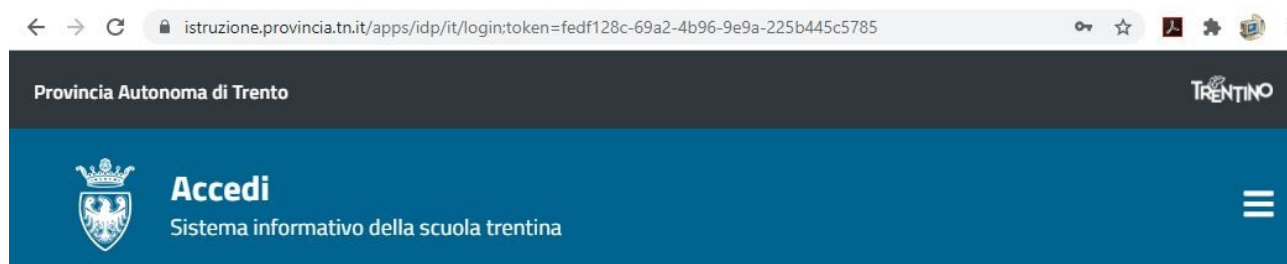 istruzione.provincia.tn.it/apps/idp/it/login;token=fedf128c-69a2-4b96-9e9a-225b445c5785
Provincia Autonoma di Trento
TRENTINO
Accedi
Sistema informativo della scuola trentina